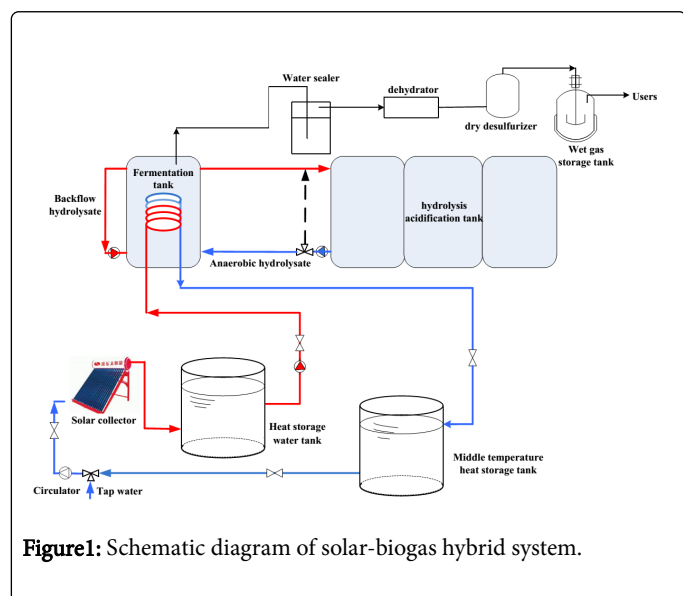 Water sealer
dehydrator
dry desulfurizer
Users
Wet gas
storage tank
Fermentation
tank
Backflow
hydrolysate
hydrolysis
acidification tank
Anaerobic hydrolysate
Solar collector
Heat storage
water tank
Middle temperature
heat storage tank
Circulator
Tap water
Figure1: Schematic diagram of solar-biogas hybrid system.